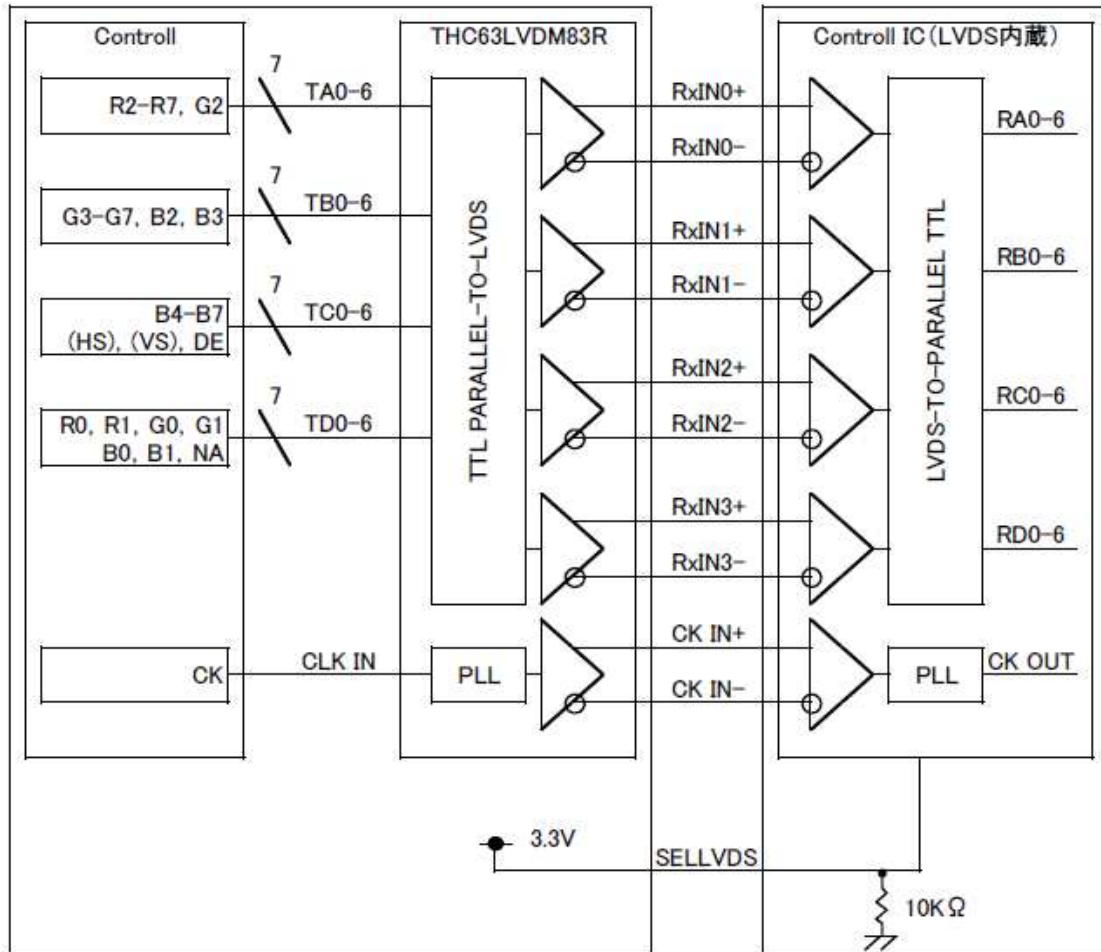 Controll
THC63LVDM83R
Controll IC(LVDS内蔵)
7
R2-R7, G2
TA0-6
RxIN0+
RxIN0-
RA0-6
7
G3-G7, B2, B3
TB0-6
RxIN1+
RxIN1-
RB0-6
7
B4-B7
(HS), (VS), DE
TC0-6
RxIN2+
RxIN2-
RC0-6
7
R0, R1, G0, G1
B0, B1, NA
TD0-6
RxIN3+
RxIN3-
RD0-6
TTL PARALLEL-TO-LVDS
LVDS-TO-PARALLEL TTL
CK
CLK IN
PLL
CK IN+
CK IN-
PLL
CK OUT
3.3V
SELLVDS
10KΩ